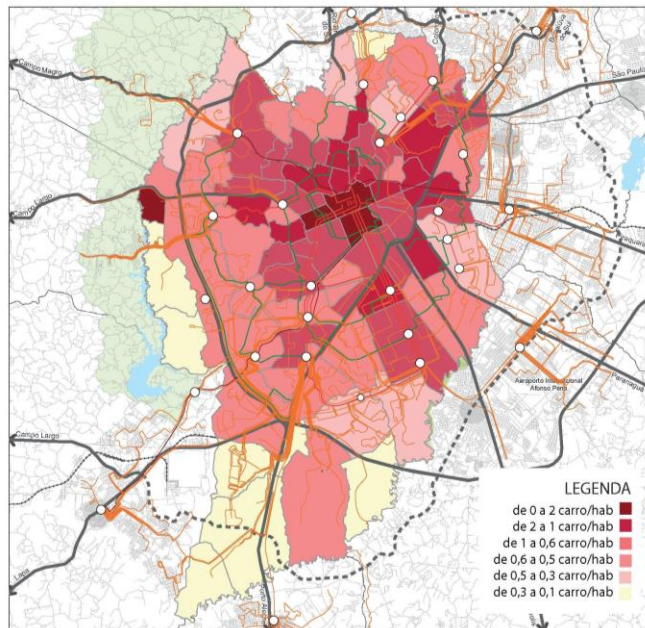 Campo Magro
São Paulo
Campo Largo
Aeroporto Internacional
Afonso Pena
Paranaguá
Campo Largo
Lapa
LEGENDA
de 0 a 2 carro/hab
de 2 a 1 carro/hab
de 1 a 0,6 carro/hab
de 0,6 a 0,5 carro/hab
de 0,5 a 0,3 carro/hab
de 0,3 a 0,1 carro/hab